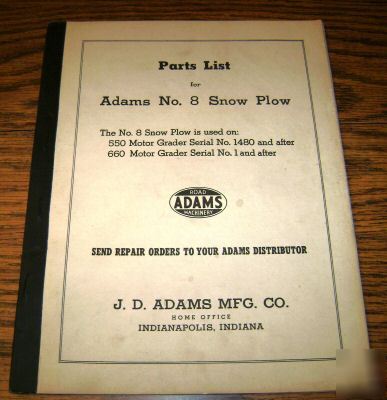 Parts List
for
Adams No. 8 Snow Plow
The No. 8 Snow Plow is used on:
550 Motor Grader Serial No. 1480 and after
660 Motor Grader Serial No. 1 and after
ROAD
ADAMS
MACHINERY
SEND REPAIR ORDERS TO YOUR ADAMS DISTRIBUTOR
J. D. ADAMS MFG. CO.
HOME OFFICE
INDIANAPOLIS, INDIANA